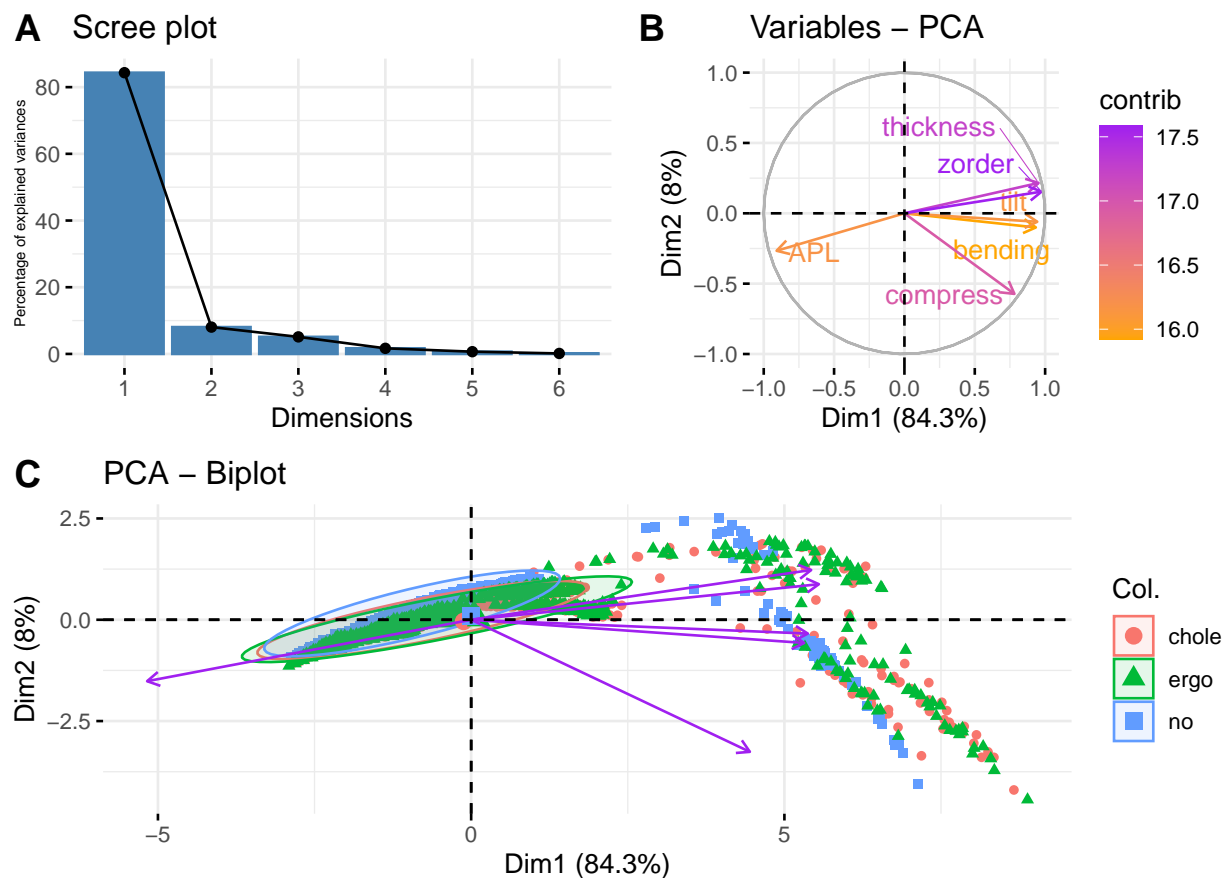 A Scree plot
Percentage of explained variances
80
60
40
20
0
1 2 3 4 5 6
Dimensions
B Variables − PCA
Dim2 (8%)
1.0
0.5
0.0
−0.5
−1.0
thickness
zorder
tilt
bending
APL
compress
−1.0 −0.5 0.0 0.5 1.0
Dim1 (84.3%)
contrib
17.5
17.0
16.5
16.0
C PCA − Biplot
Dim2 (8%)
2.5
0.0
−2.5
−5 0 5
Dim1 (84.3%)
Col.
chole
ergo
no